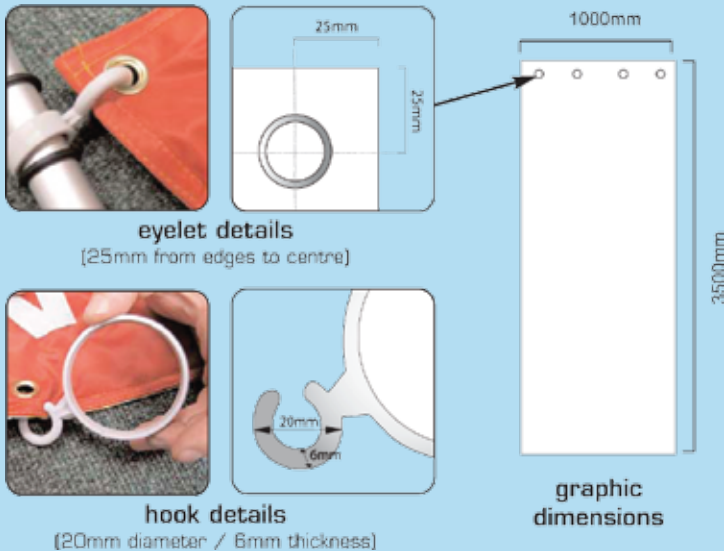 25mm
25mm
1000mm
eyelet details
(25mm from edges to centre)
3500mm
20mm
6mm
hook details
(20mm diameter / 6mm thickness)
graphic
dimensions